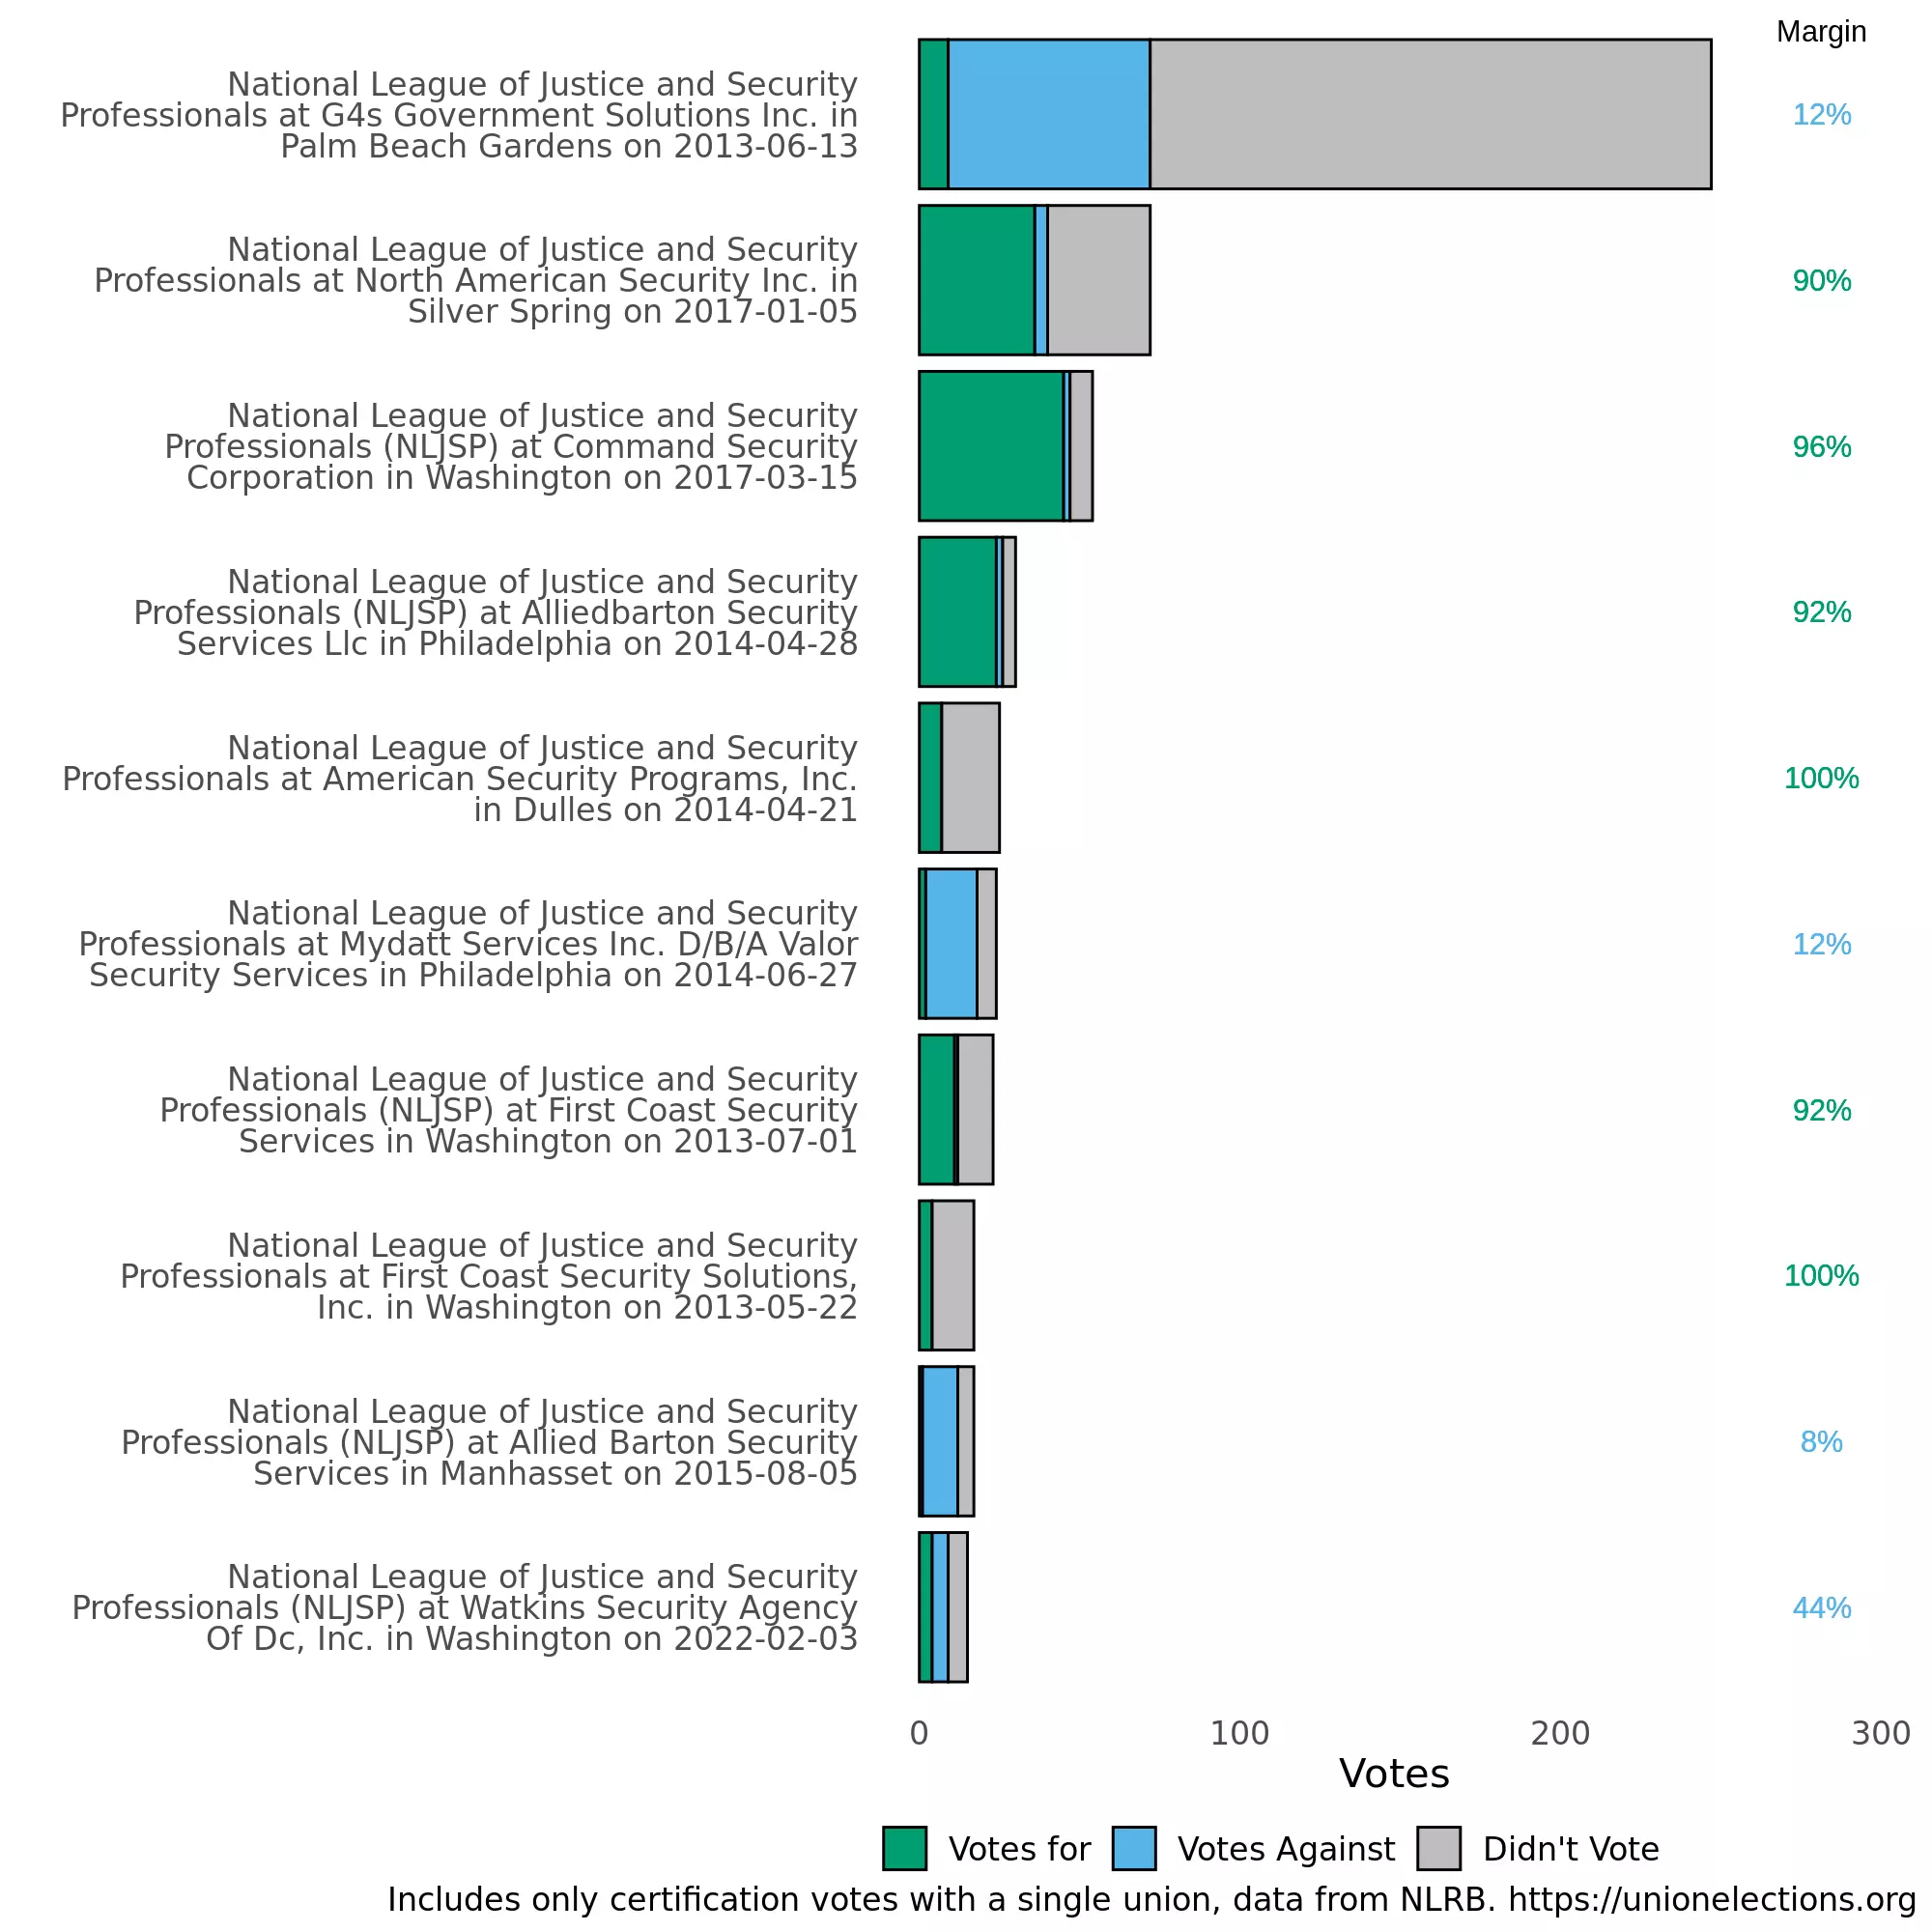 Margin
National League of Justice and Security
Professionals at G4s Government Solutions Inc. in
Palm Beach Gardens on 2013-06-13
12%
National League of Justice and Security
Professionals at North American Security Inc. in
Silver Spring on 2017-01-05
90%
National League of Justice and Security
Professionals (NLJSP) at Command Security
Corporation in Washington on 2017-03-15
96%
National League of Justice and Security
Professionals (NLJSP) at Alliedbarton Security
Services Llc in Philadelphia on 2014-04-28
92%
National League of Justice and Security
Professionals at American Security Programs, Inc.
in Dulles on 2014-04-21
100%
National League of Justice and Security
Professionals at Mydatt Services Inc. D/B/A Valor
Security Services in Philadelphia on 2014-06-27
12%
National League of Justice and Security
Professionals (NLJSP) at First Coast Security
Services in Washington on 2013-07-01
92%
National League of Justice and Security
Professionals at First Coast Security Solutions,
Inc. in Washington on 2013-05-22
100%
National League of Justice and Security
Professionals (NLJSP) at Allied Barton Security
Services in Manhasset on 2015-08-05
8%
National League of Justice and Security
Professionals (NLJSP) at Watkins Security Agency
Of Dc, Inc. in Washington on 2022-02-03
44%
0 100 200 300
Votes
Votes for Votes Against Didn't Vote
Includes only certification votes with a single union, data from NLRB. https://unionelections.org